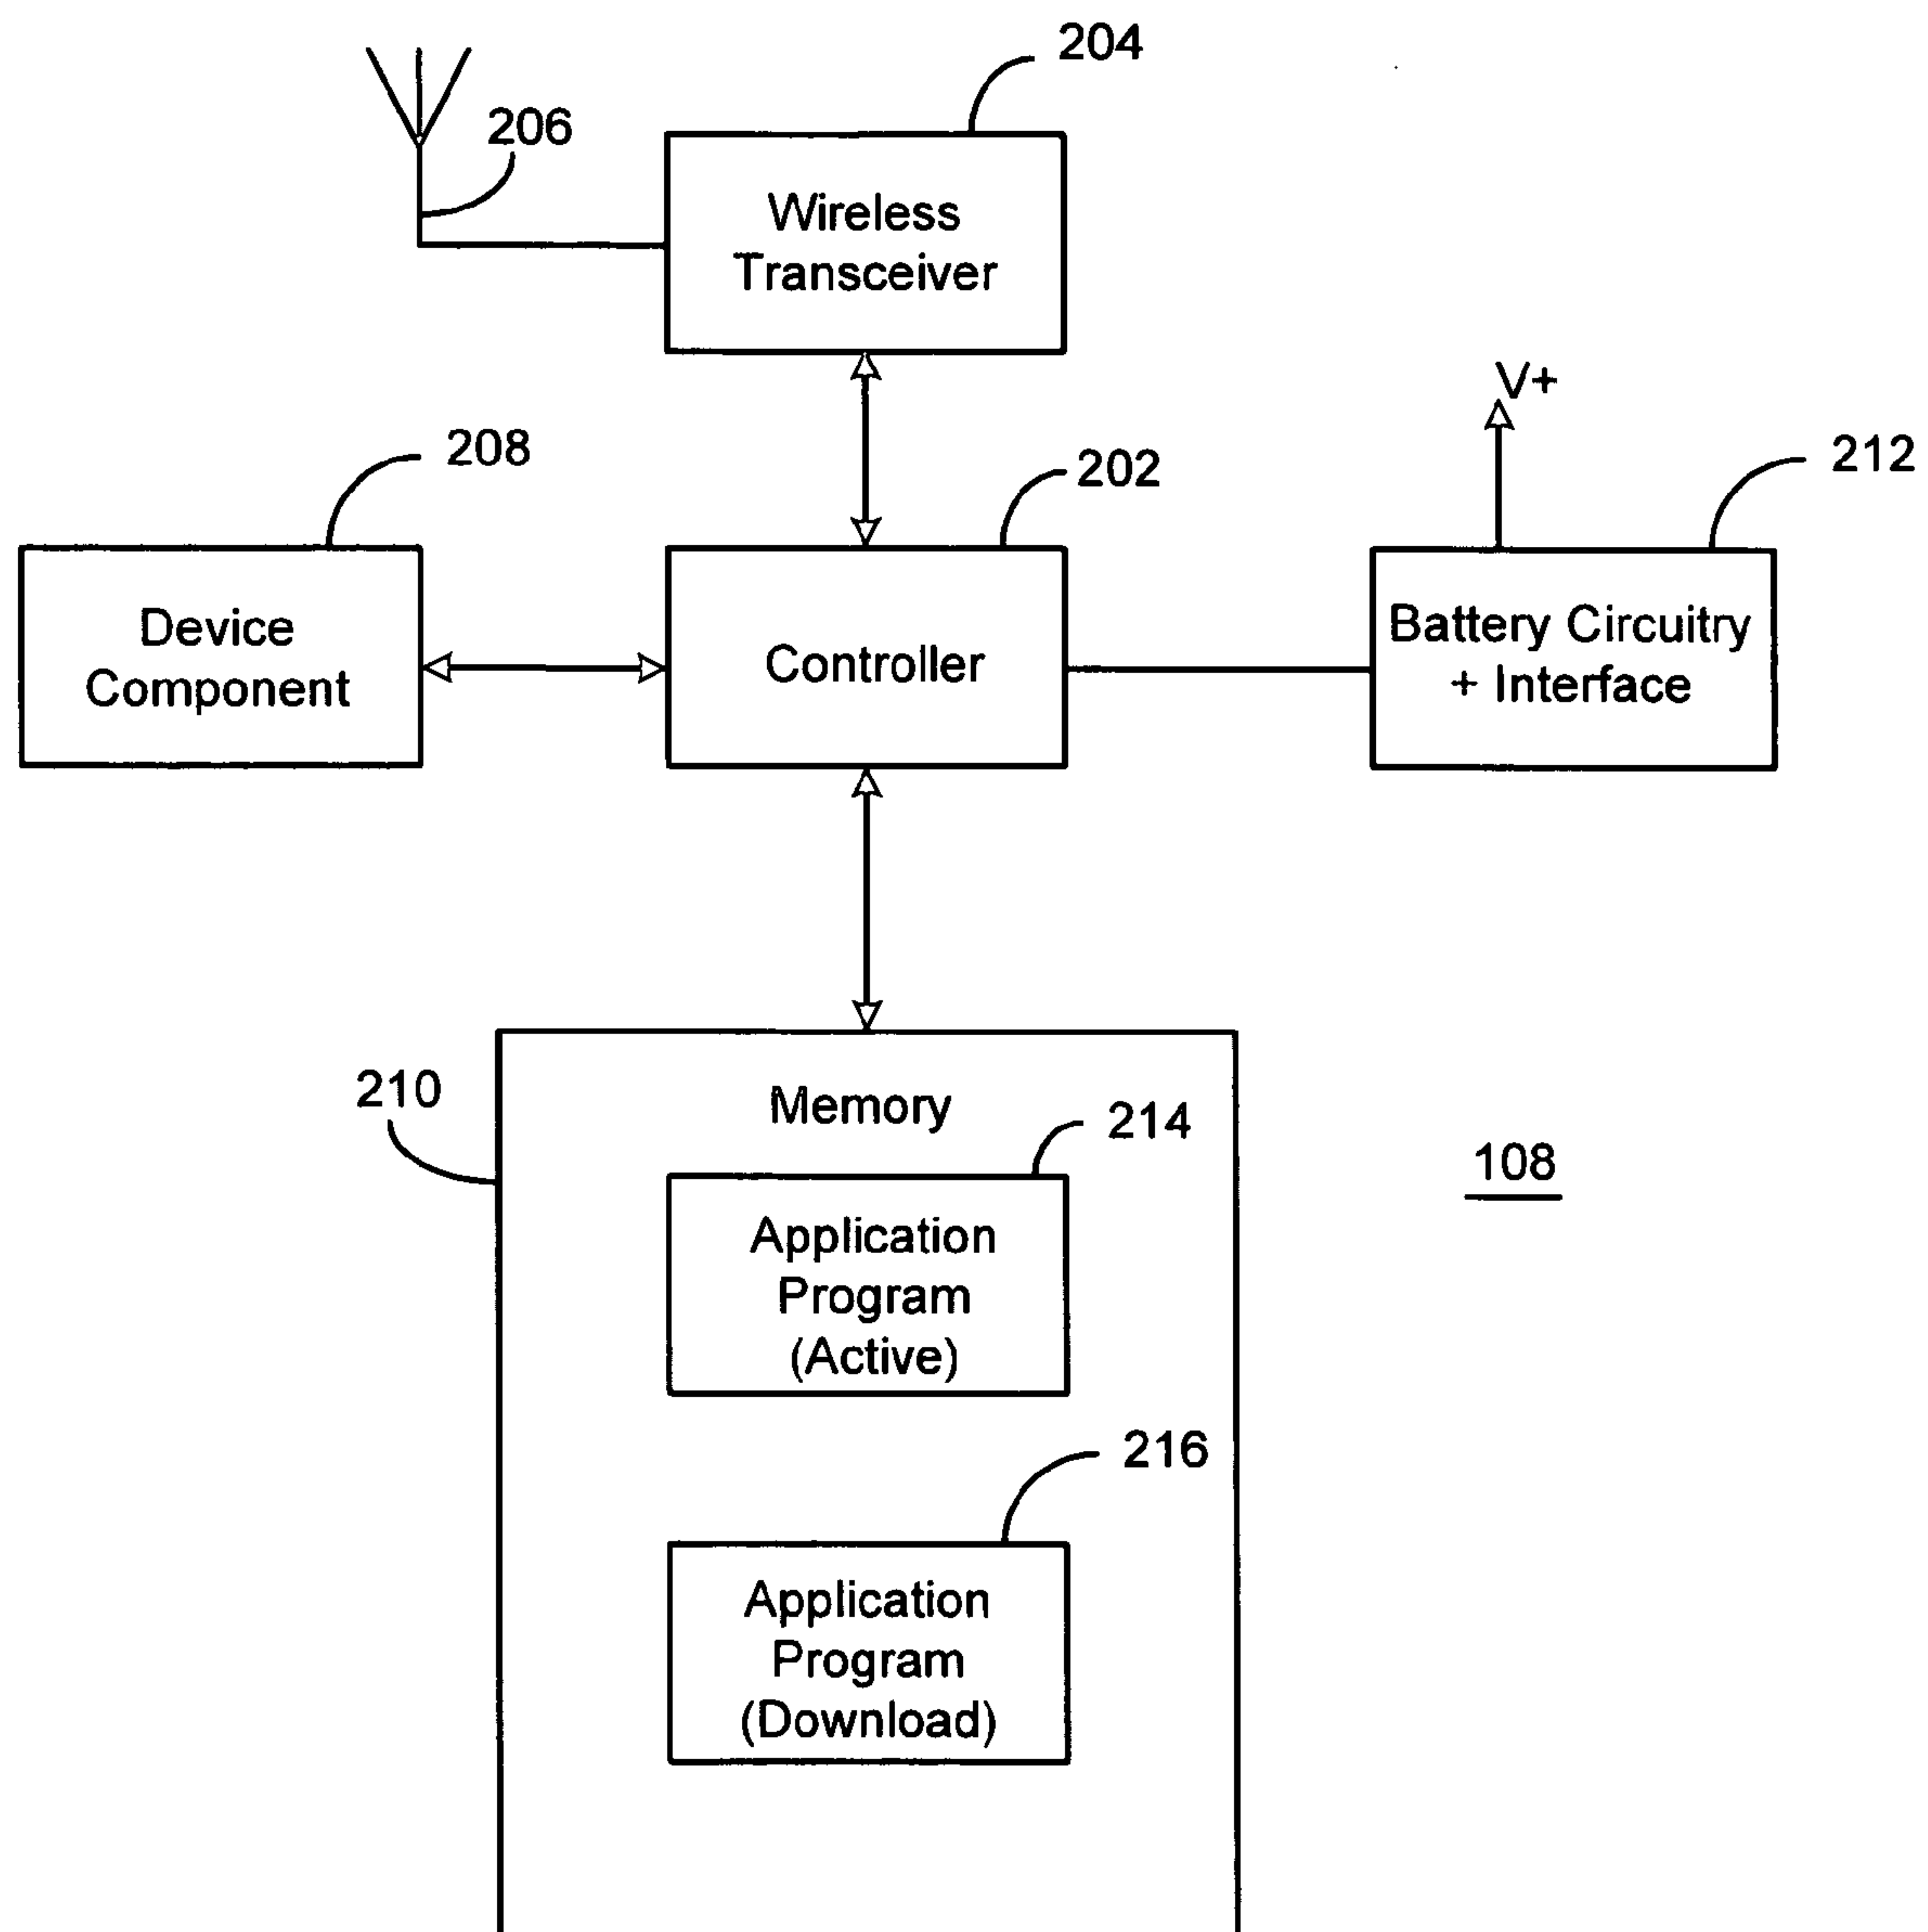 204
206
Wireless
Transceiver
V+
208
202
212
Device
Component
Controller
Battery Circuitry
+ Interface
210
Memory
214
108
Application
Program
(Active)
216
Application
Program
(Download)